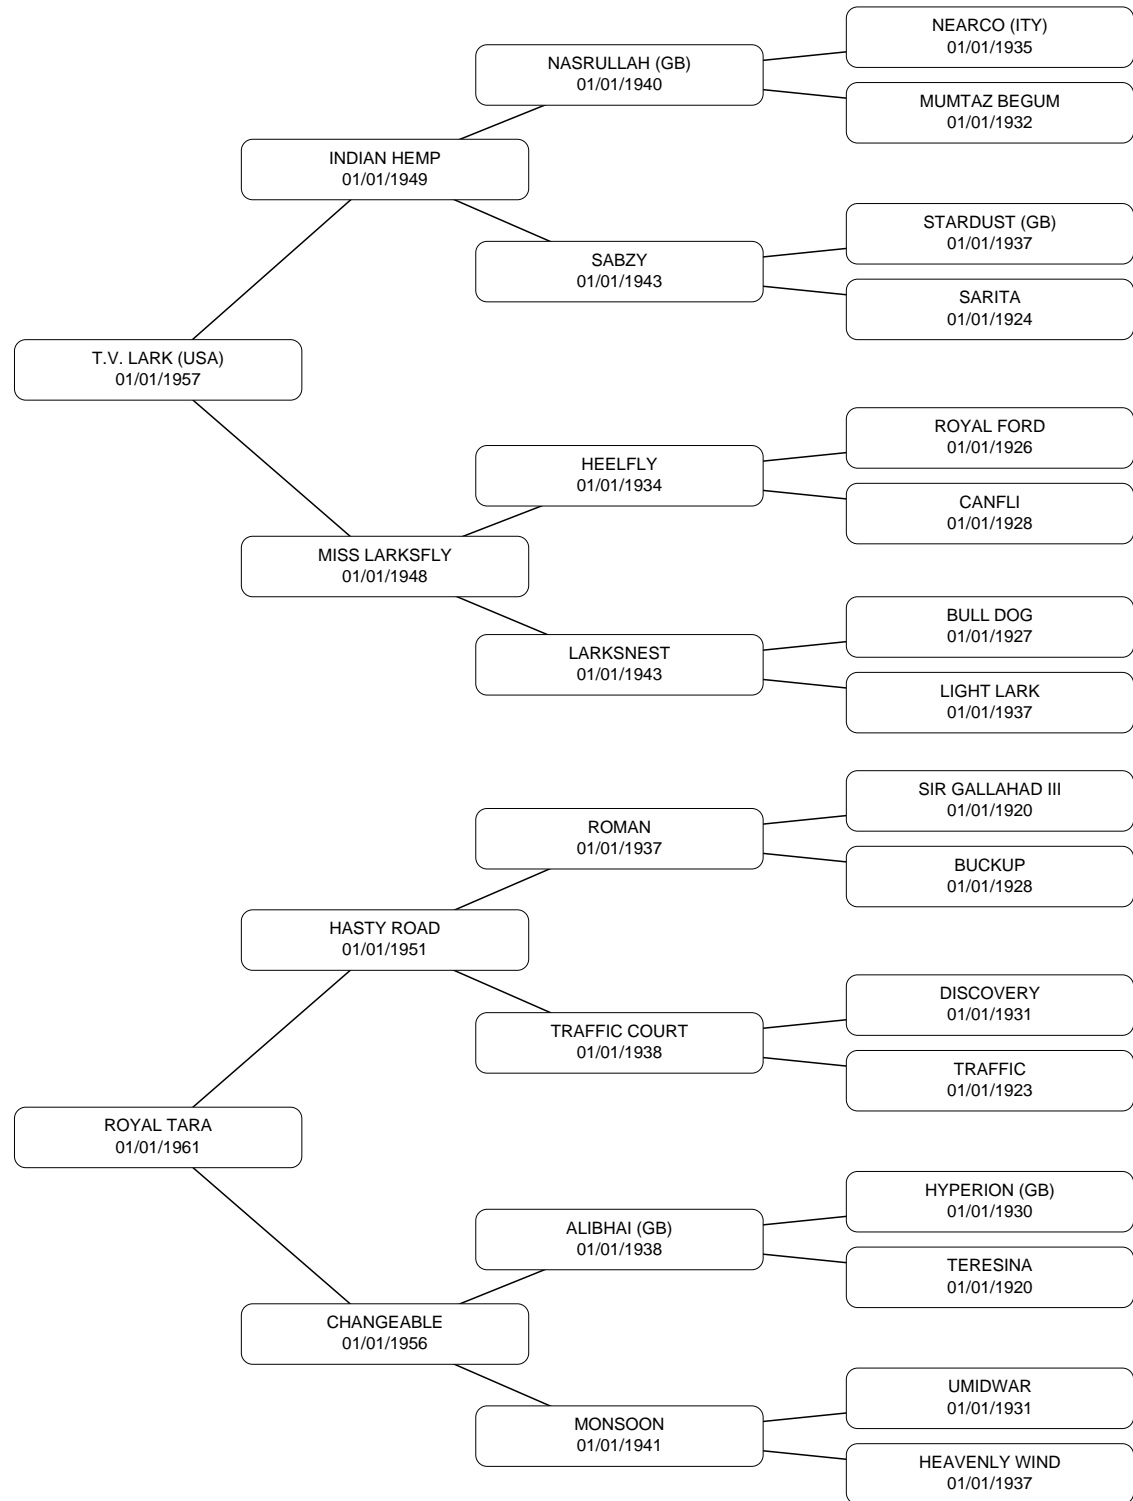 NEARCO (ITY)
01/01/1935
NASRULLAH (GB)
01/01/1940
MUMTAZ BEGUM
01/01/1932
INDIAN HEMP
01/01/1949
STARDUST (GB)
01/01/1937
SABZY
01/01/1943
SARITA
01/01/1924
T.V. LARK (USA)
01/01/1957
ROYAL FORD
01/01/1926
HEELFLY
01/01/1934
CANFLI
01/01/1928
MISS LARKSFLY
01/01/1948
BULL DOG
01/01/1927
LARKSNEST
01/01/1943
LIGHT LARK
01/01/1937
SIR GALLAHAD III
01/01/1920
ROMAN
01/01/1937
BUCKUP
01/01/1928
HASTY ROAD
01/01/1951
DISCOVERY
01/01/1931
TRAFFIC COURT
01/01/1938
TRAFFIC
01/01/1923
ROYAL TARA
01/01/1961
HYPERION (GB)
01/01/1930
ALIBHAI (GB)
01/01/1938
TERESINA
01/01/1920
CHANGEABLE
01/01/1956
UMIDWAR
01/01/1931
MONSOON
01/01/1941
HEAVENLY WIND
01/01/1937